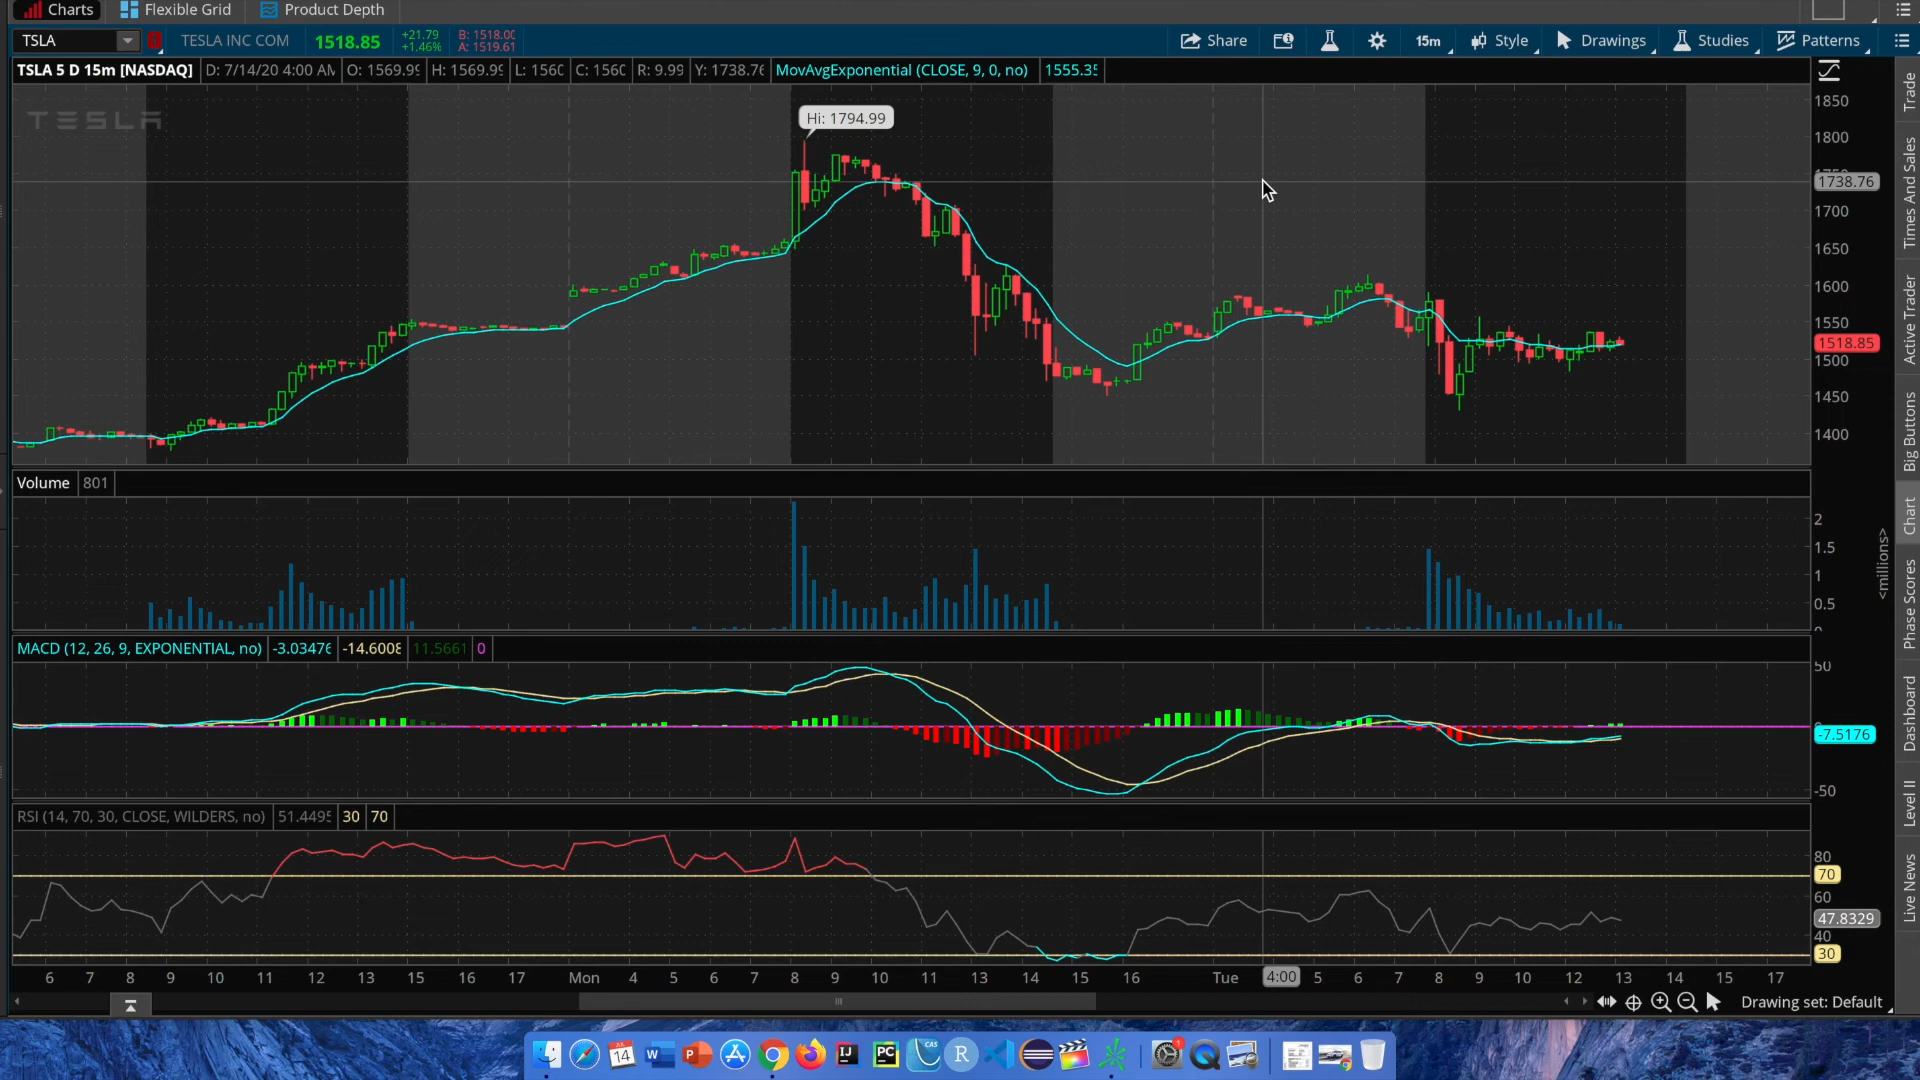 Charts Flexible Grid Product Depth
TSLA TESLA INC COM 1518.85 +21.79 +1.46% B: 1518.00 A: 1519.61 Share 15m Style Drawings Studies Patterns
TSLA 5 D 15m [NASDAQ] D: 7/14/20 4:00 AM O: 1569.99 H: 1569.99 L: 1560 C: 1560 R: 9.99 Y: 1738.76 MovAvgExponential (CLOSE, 9, 0, no) 1555.35
TESLA
Hi: 1794.99
1850
1800
1738.76
1700
1650
1600
1550
1518.85
1500
1450
1400
Volume 801
2
1.5
1
0.5
<millions>
MACD (12, 26, 9, EXPONENTIAL, no) -3.03476 -14.6008 11.5661 0
50
-7.5176
-50
RSI (14, 70, 30, CLOSE, WILDERS, no) 51.4495 30 70
80
70
60
47.8329
40
30
6 7 8 9 10 11 12 13 15 16 17 Mon 4 5 6 7 8 9 10 11 13 15 16 Tue 4:00 5 6 7 8 9 10 12 13 14 15 17
Drawing set: Default
Trade
Times And Sales
Active Trader
Big Buttons
Chart
Phase Scores
Dashboard
Level II
Live News
JUL 14 W P IJ PC CAS R 1